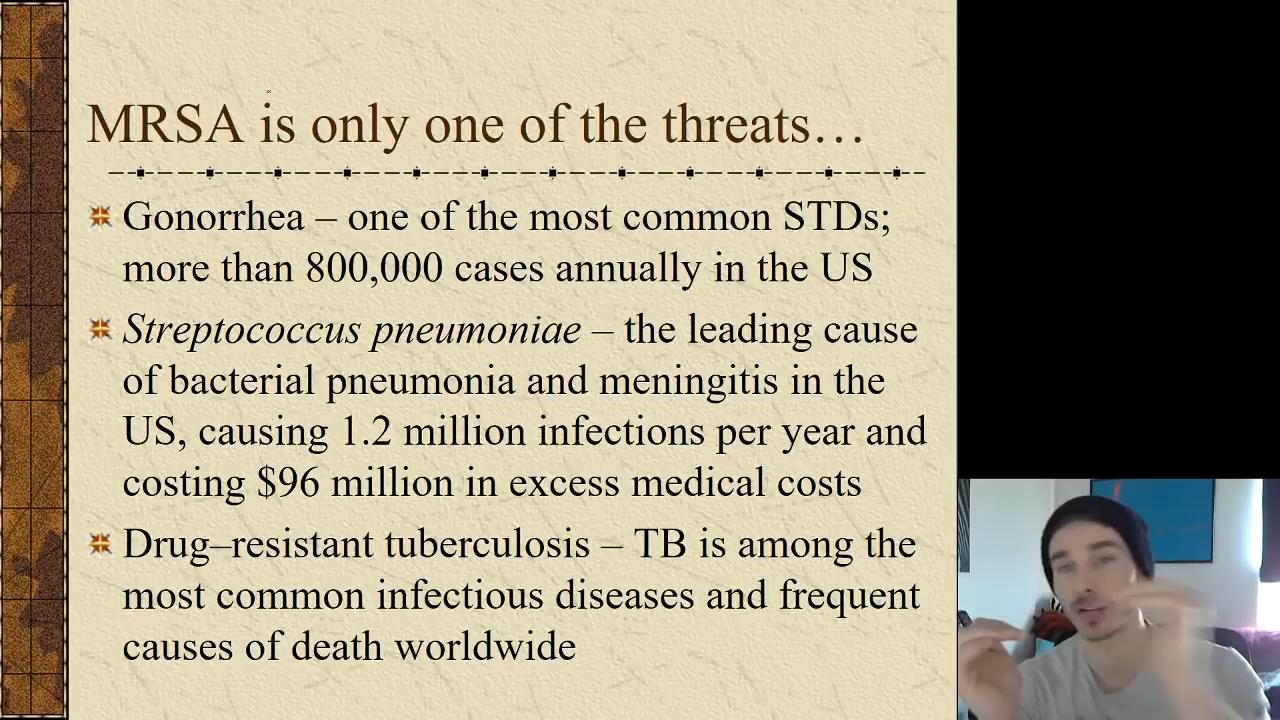 MRSA is only one of the threats…
Gonorrhea – one of the most common STDs;
more than 800,000 cases annually in the US
Streptococcus pneumoniae – the leading cause
of bacterial pneumonia and meningitis in the
US, causing 1.2 million infections per year and
costing $96 million in excess medical costs
Drug–resistant tuberculosis – TB is among the
most common infectious diseases and frequent
causes of death worldwide